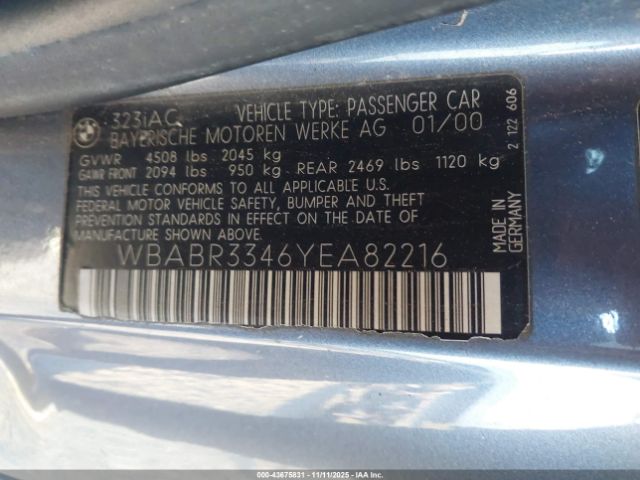 BMW
323iAC VEHICLE TYPE: PASSENGER CAR
BAYERISCHE MOTOREN WERKE AG 01/00
GVWR 4508 lbs 2045 kg
GAWR FRONT 2094 lbs 950 kg REAR 2469 lbs 1120 kg
THIS VEHICLE CONFORMS TO ALL APPLICABLE U.S.
FEDERAL MOTOR VEHICLE SAFETY, BUMPER AND THEFT
PREVENTION STANDARDS IN EFFECT ON THE DATE OF
MANUFACTURE SHOWN ABOVE.
WBABR3346YEA82216
2 122 606
MADE IN
GERMANY
000-43675831 - 11/11/2025 - IAAI.COM